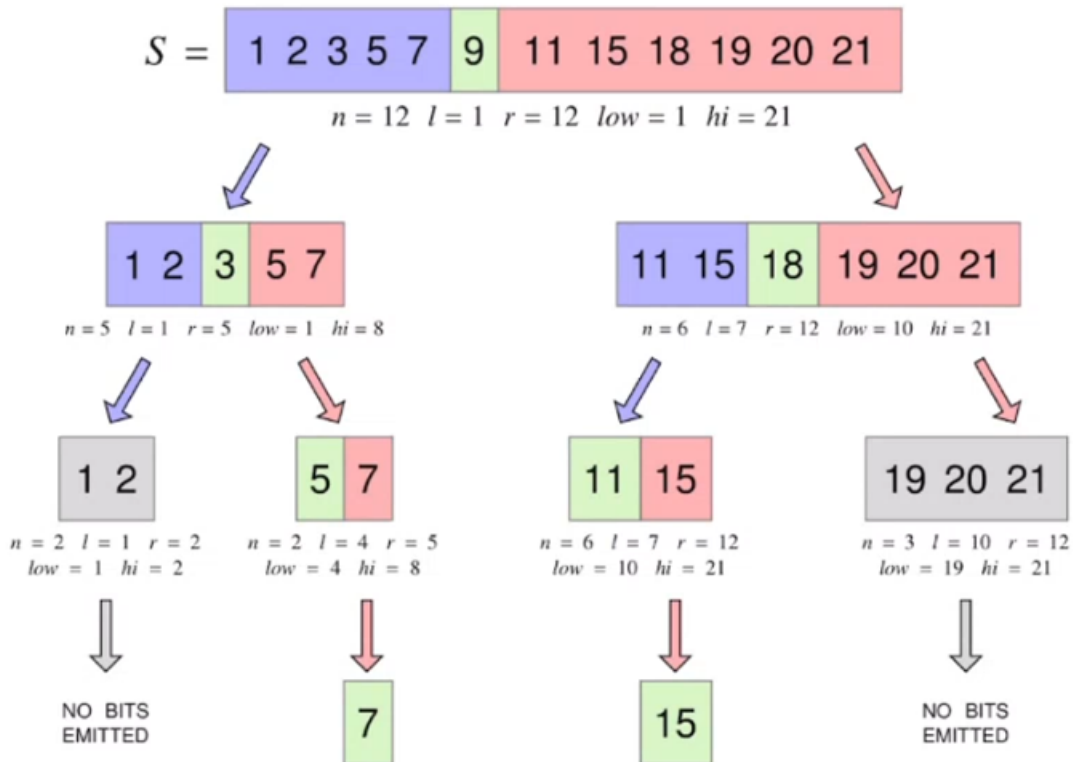 S = 1 2 3 5 7 9 11 15 18 19 20 21
n = 12 l = 1 r = 12 low = 1 hi = 21
1 2 3 5 7
11 15 18 19 20 21
n = 5 l = 1 r = 5 low = 1 hi = 8
n = 6 l = 7 r = 12 low = 10 hi = 21
1 2
5 7
11 15
19 20 21
n = 2 l = 1 r = 2
low = 1 hi = 2
n = 2 l = 4 r = 5
low = 4 hi = 8
n = 6 l = 7 r = 12
low = 10 hi = 21
n = 3 l = 10 r = 12
low = 19 hi = 21
NO BITS
EMITTED
7
15
NO BITS
EMITTED